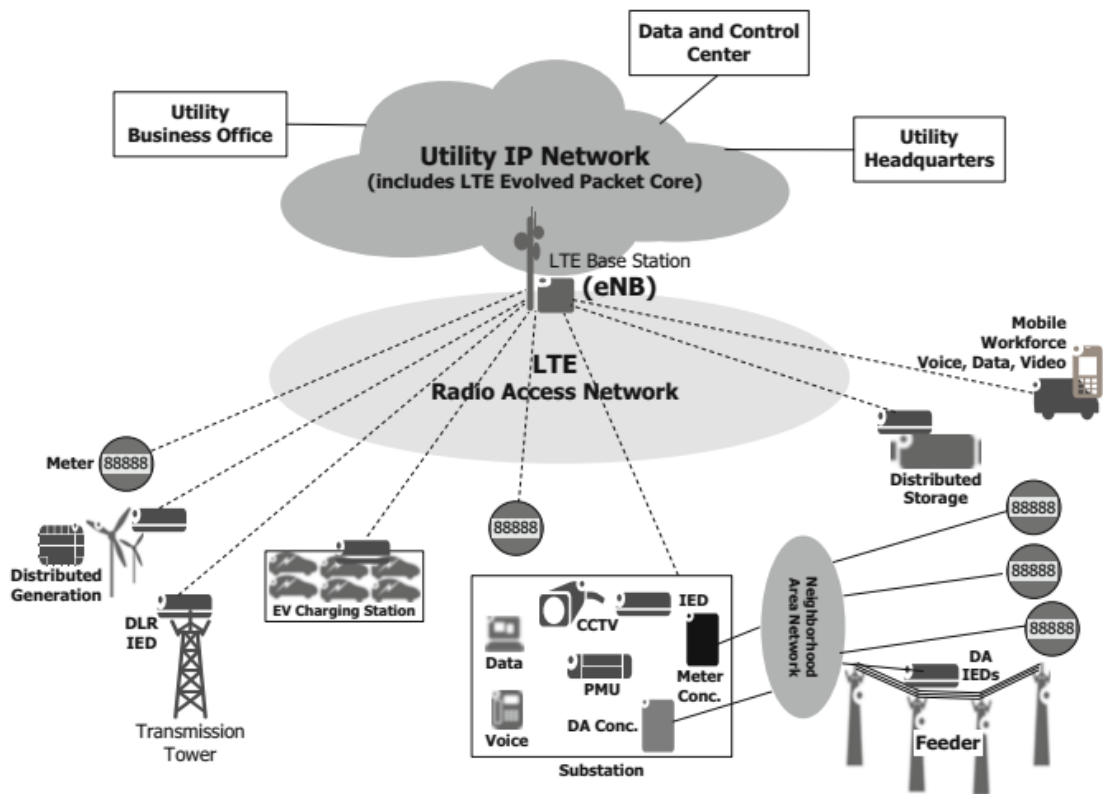 Data and Control
Center
Utility
Business Office
Utility
Headquarters
Utility IP Network
(includes LTE Evolved Packet Core)
LTE Base Station
(eNB)
LTE
Radio Access Network
Mobile
Workforce
Voice, Data, Video
Meter
88888
Distributed
Storage
Distributed
Generation
88888
88888
88888
88888
DLR
IED
EV Charging Station
Transmission
Tower
CCTV
IED
Data
PMU
Meter
Conc.
Voice
DA Conc.
Substation
Neighborhood
Area Network
DA
IEDs
Feeder